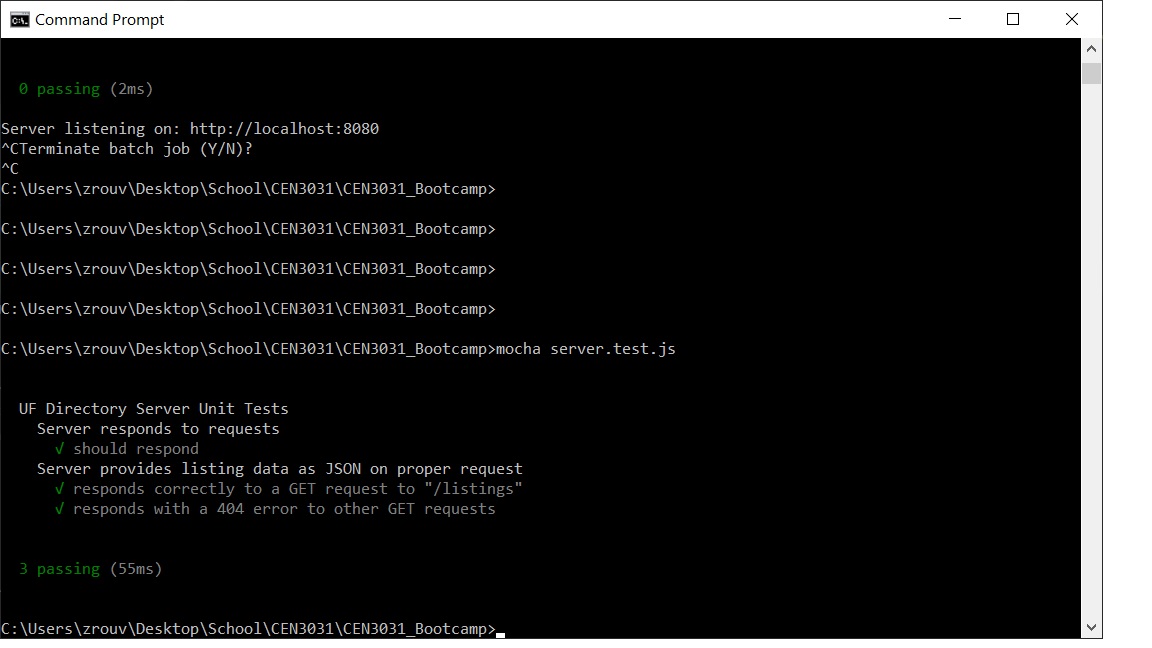 Command Prompt
0 passing (2ms)
Server listening on: http://localhost:8080
^CTerminate batch job (Y/N)?
^C
C:\Users\zrouv\Desktop\School\CEN3031\CEN3031_Bootcamp>
C:\Users\zrouv\Desktop\School\CEN3031\CEN3031_Bootcamp>
C:\Users\zrouv\Desktop\School\CEN3031\CEN3031_Bootcamp>
C:\Users\zrouv\Desktop\School\CEN3031\CEN3031_Bootcamp>
C:\Users\zrouv\Desktop\School\CEN3031\CEN3031_Bootcamp>mocha server.test.js
UF Directory Server Unit Tests
Server responds to requests
√ should respond
Server provides listing data as JSON on proper request
√ responds correctly to a GET request to "/listings"
√ responds with a 404 error to other GET requests
3 passing (55ms)
C:\Users\zrouv\Desktop\School\CEN3031\CEN3031_Bootcamp>